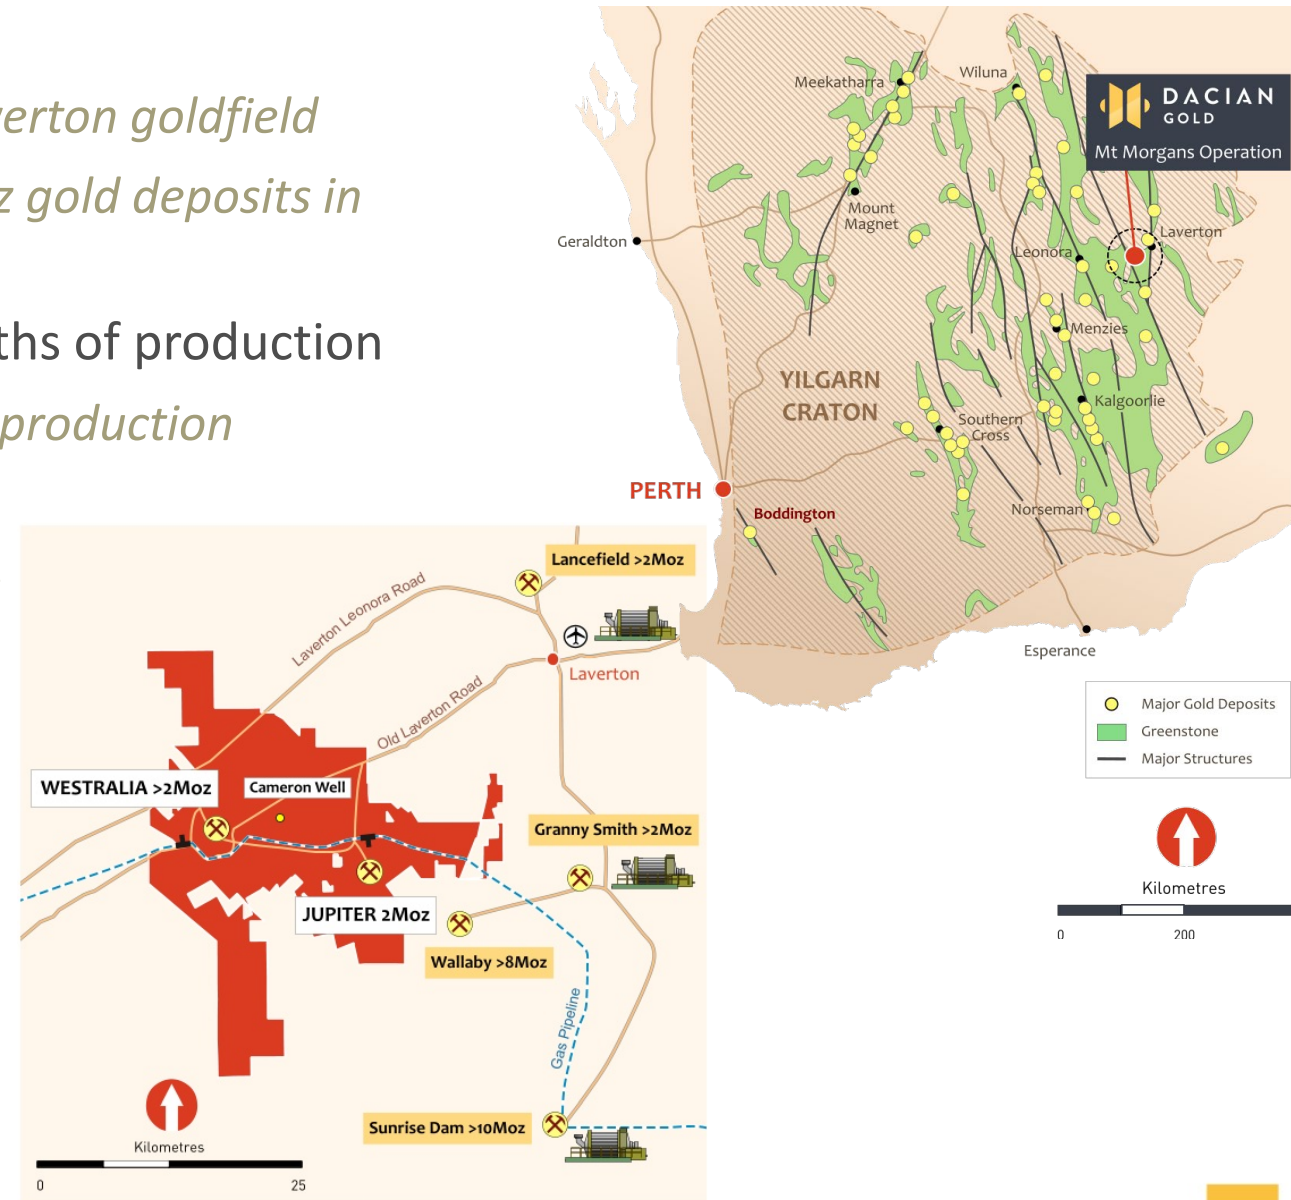 verton goldfield
z gold deposits in
ths of production
production
Meekatharra
Wiluna
DACIAN
GOLD
Mt Morgans Operation
Mount
Magnet
Geraldton
Laverton
Leonora
Menzies
YILGARN
CRATON
Kalgoorlie
Southern
Cross
PERTH
Boddington
Norseman
Esperance
Major Gold Deposits
Greenstone
Major Structures
Kilometres
0 200
Lancefield >2Moz
Laverton Leonora Road
Laverton
Old Laverton Road
WESTRALIA >2Moz
Cameron Well
Granny Smith >2Moz
JUPITER 2Moz
Wallaby >8Moz
Gas Pipeline
Sunrise Dam >10Moz
Kilometres
0 25